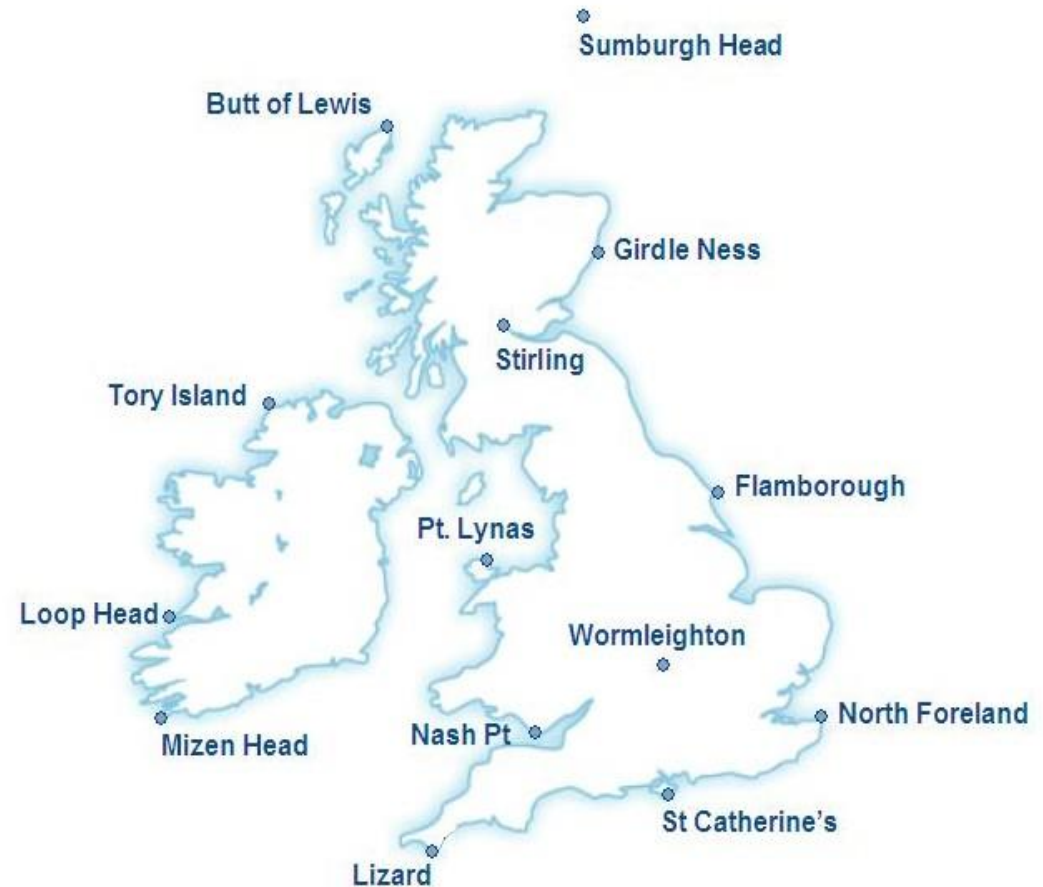 Sumburgh Head
Butt of Lewis
Girdle Ness
Stirling
Tory Island
Flamborough
Pt. Lynas
Loop Head
Wormleighton
North Foreland
Nash Pt
Mizen Head
St Catherine's
Lizard